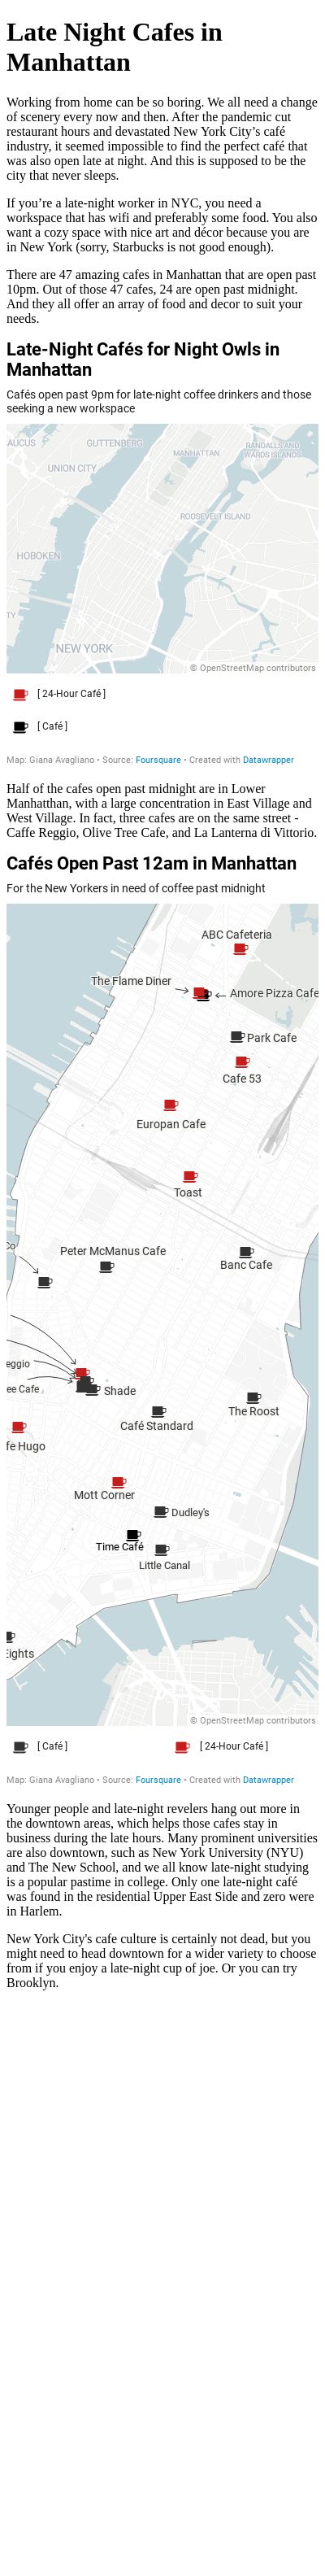 Late Night Cafes in
Manhattan
Working from home can be so boring. We all need a change
of scenery every now and then. After the pandemic cut
restaurant hours and devastated New York City’s café
industry, it seemed impossible to find the perfect café that
was also open late at night. And this is supposed to be the
city that never sleeps.
If you’re a late-night worker in NYC, you need a
workspace that has wifi and preferably some food. You also
want a cozy space with nice art and décor because you are
in New York (sorry, Starbucks is not good enough).
There are 47 amazing cafes in Manhattan that are open past
10pm. Out of those 47 cafes, 24 are open past midnight.
And they all offer an array of food and decor to suit your
needs.
Late-Night Cafés for Night Owls in
Manhattan
Cafés open past 9pm for late-night coffee drinkers and those
seeking a new workspace
CAUCUS
GUTTENBERG
MANHATTAN
RANDALLS AND
WARDS ISLANDS
UNION CITY
ROOSEVELT ISLAND
HOBOKEN
TY
NEW YORK
© OpenStreetMap contributors
[ 24-Hour Café ]
[ Café ]
Map: Giana Avagliano • Source: Foursquare • Created with Datawrapper
Half of the cafes open past midnight are in Lower
Manhatthan, with a large concentration in East Village and
West Village. In fact, three cafes are on the same street -
Caffe Reggio, Olive Tree Cafe, and La Lanterna di Vittorio.
Cafés Open Past 12am in Manhattan
For the New Yorkers in need of coffee past midnight
ABC Cafeteria
The Flame Diner
Amore Pizza Cafe
Park Cafe
Cafe 53
Europan Cafe
Toast
Co
Peter McManus Cafe
Banc Cafe
eggio
ee Cafe
Shade
The Roost
Café Standard
fe Hugo
Mott Corner
Dudley's
Time Café
Little Canal
Eights
© OpenStreetMap contributors
[ Café ]
[ 24-Hour Café ]
Map: Giana Avagliano • Source: Foursquare • Created with Datawrapper
Younger people and late-night revelers hang out more in
the downtown areas, which helps those cafes stay in
business during the late hours. Many prominent universities
are also downtown, such as New York University (NYU)
and The New School, and we all know late-night studying
is a popular pastime in college. Only one late-night café
was found in the residential Upper East Side and zero were
in Harlem.
New York City's cafe culture is certainly not dead, but you
might need to head downtown for a wider variety to choose
from if you enjoy a late-night cup of joe. Or you can try
Brooklyn.